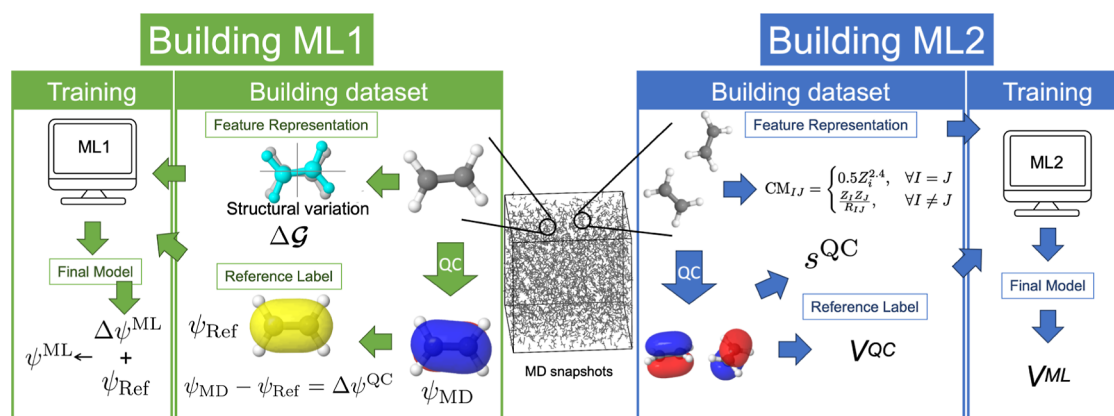 Building ML1
Training
Building dataset
ML1
Feature Representation
Structural variation
Δ𝓖
QC
Final Model
Reference Label
Δψ^ML
ψ^ML ← +
ψ_Ref
ψ_Ref
ψ_MD − ψ_Ref = Δψ^QC
ψ_MD
MD snapshots
Building ML2
Building dataset
Training
Feature Representation
CM_IJ = { 0.5Z_i^2.4, ∀I = J
Z_I Z_J / R_IJ, ∀I ≠ J
QC
s^QC
Reference Label
VQC
ML2
Final Model
VML